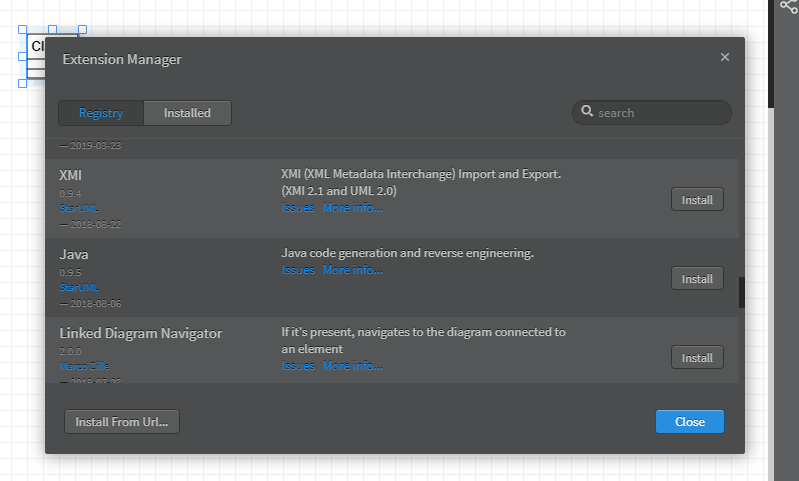 Cl
Extension Manager
×
Registry Installed
search
— 2019-03-23
XMI
0.9.4
StarUML
— 2018-08-22
XMI (XML Metadata Interchange) Import and Export.
(XMI 2.1 and UML 2.0)
Issues More info...
Install
Java
0.9.5
StarUML
— 2018-08-06
Java code generation and reverse engineering.
Issues More info...
Install
Linked Diagram Navigator
2.0.0
Marco Zille
— 2018-07-28
If it's present, navigates to the diagram connected to
an element
Issues More info...
Install
Install From Url...
Close